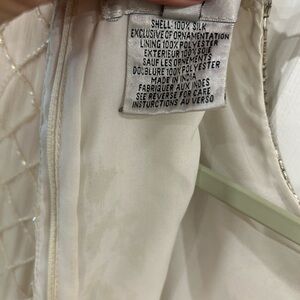 SHELL-100% SILK
EXCLUSIVE OF ORNAMENTATION
LINING 100% POLYESTER
EXTERIEUR 100% SOIE
SAUF LES ORNEMENTS
DOUBLURE 100% POLYESTER
MADE IN INDIA
FABRIQUER AUX INDES
SEE REVERSE FOR CARE
INSTURCTIONS AU VERSO